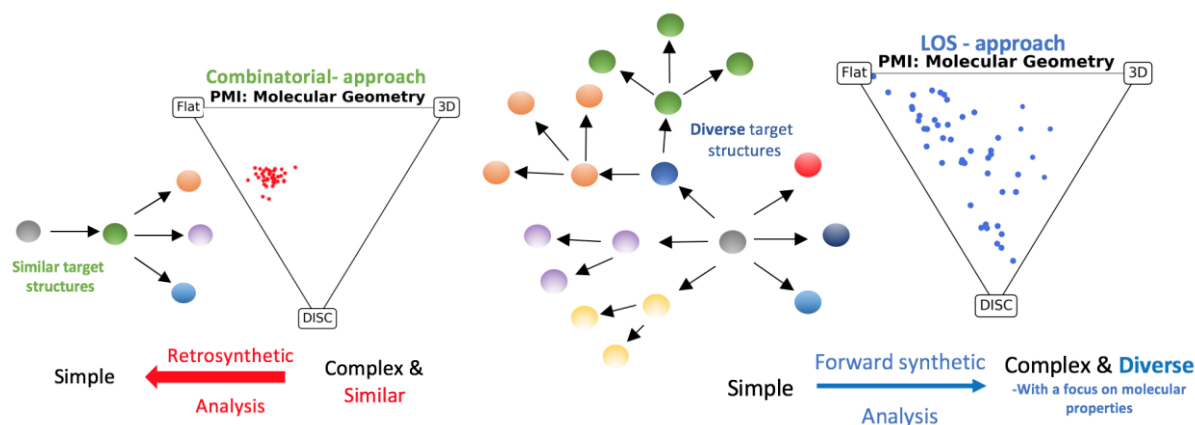 Combinatorial- approach
PMI: Molecular Geometry
Flat
3D
DISC
Similar target
structures
Simple
Retrosynthetic
Analysis
Complex &
Similar
Diverse target
structures
LOS - approach
PMI: Molecular Geometry
Flat
3D
DISC
Simple
Forward synthetic
Analysis
Complex & Diverse
-With a focus on molecular
properties